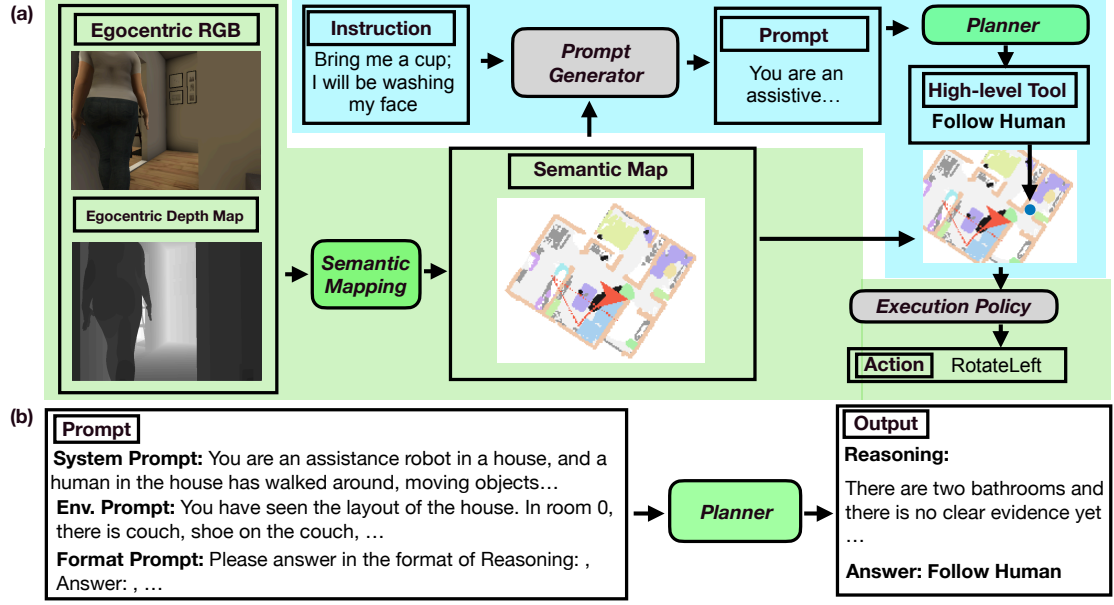 (a)
Egocentric RGB
Egocentric Depth Map
Instruction
Bring me a cup;
I will be washing
my face
Prompt
Generator
Prompt
You are an
assistive…
Planner
High-level Tool
Follow Human
Semantic
Mapping
Semantic Map
Execution Policy
Action RotateLeft
(b)
Prompt
System Prompt: You are an assistance robot in a house, and a
human in the house has walked around, moving objects…
Env. Prompt: You have seen the layout of the house. In room 0,
there is couch, shoe on the couch, …
Format Prompt: Please answer in the format of Reasoning: ,
Answer: , …
Planner
Output
Reasoning:
There are two bathrooms and
there is no clear evidence yet
…
Answer: Follow Human